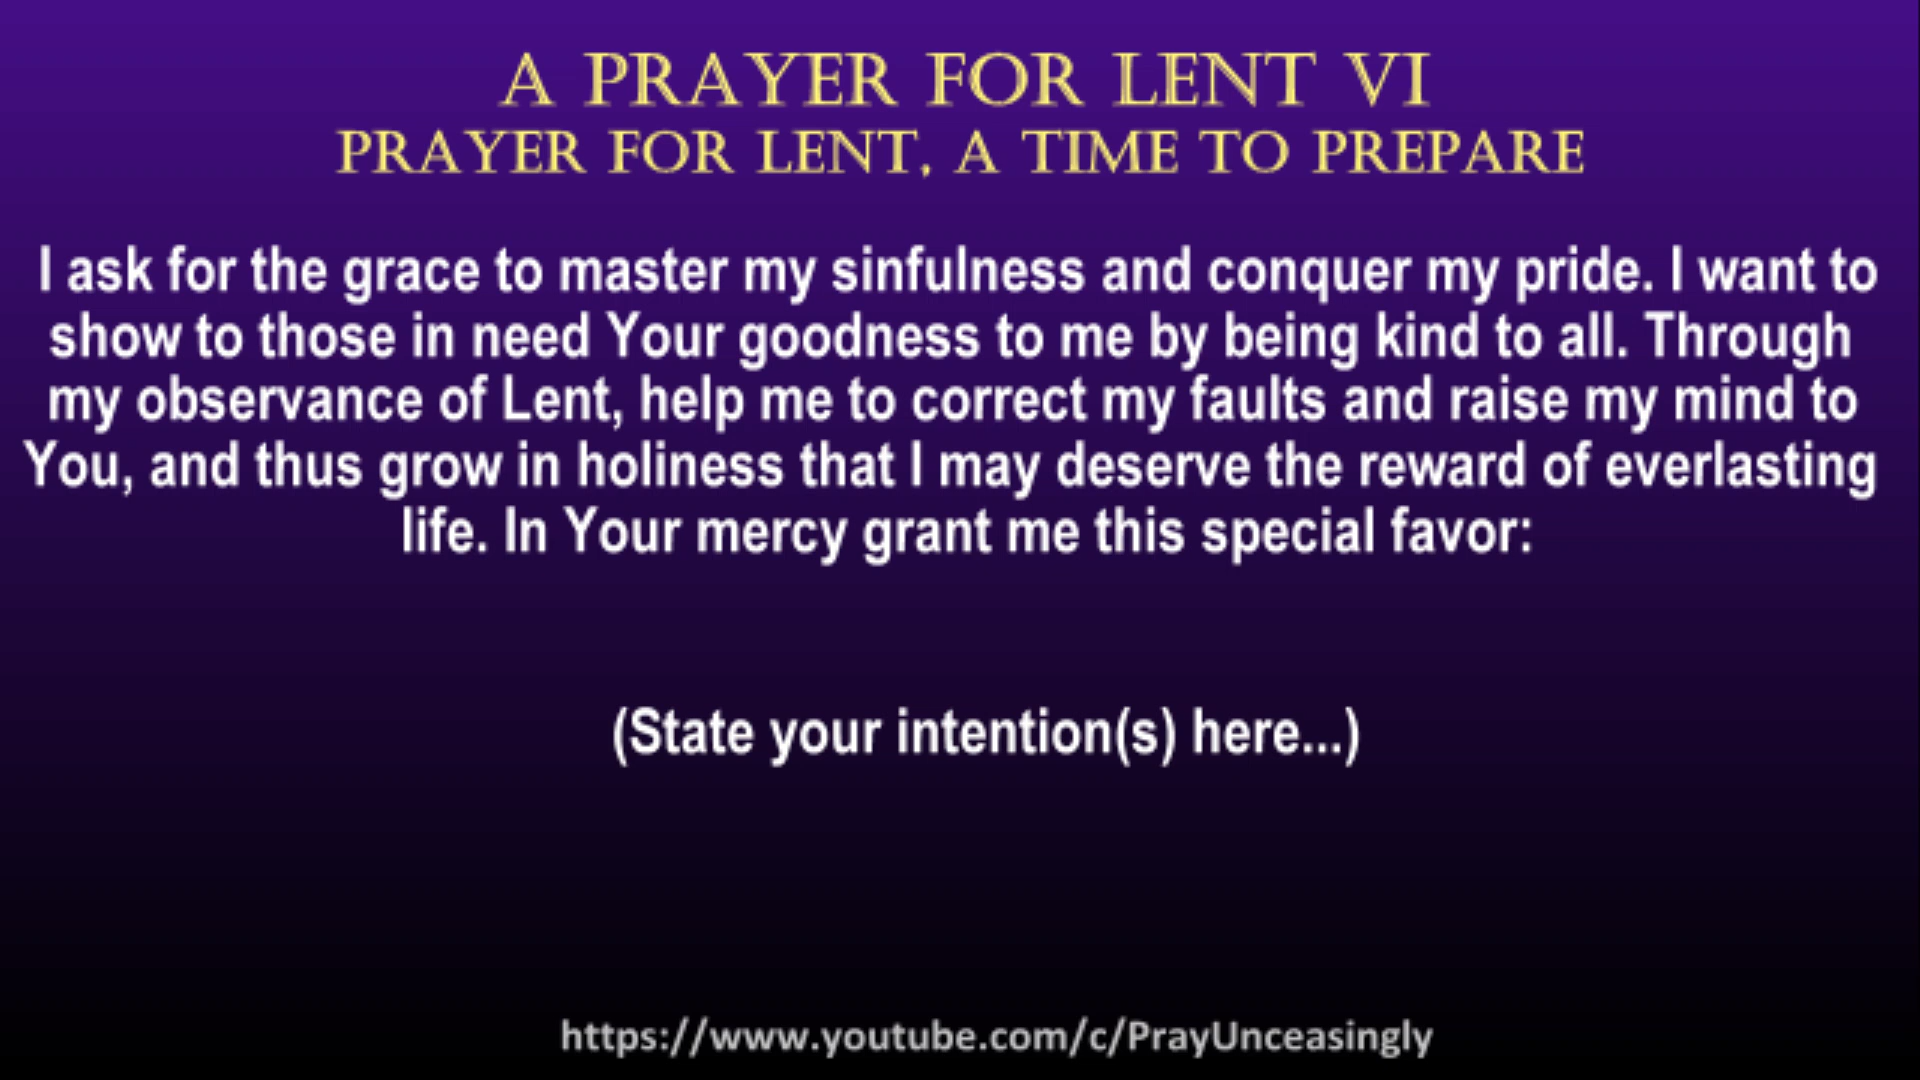 A PRAYER FOR LENT VI
PRAYER FOR LENT, A TIME TO PREPARE
I ask for the grace to master my sinfulness and conquer my pride. I want to
show to those in need Your goodness to me by being kind to all. Through
my observance of Lent, help me to correct my faults and raise my mind to
You, and thus grow in holiness that I may deserve the reward of everlasting
life. In Your mercy grant me this special favor:
(State your intention(s) here...)
https://www.youtube.com/c/PrayUnceasingly